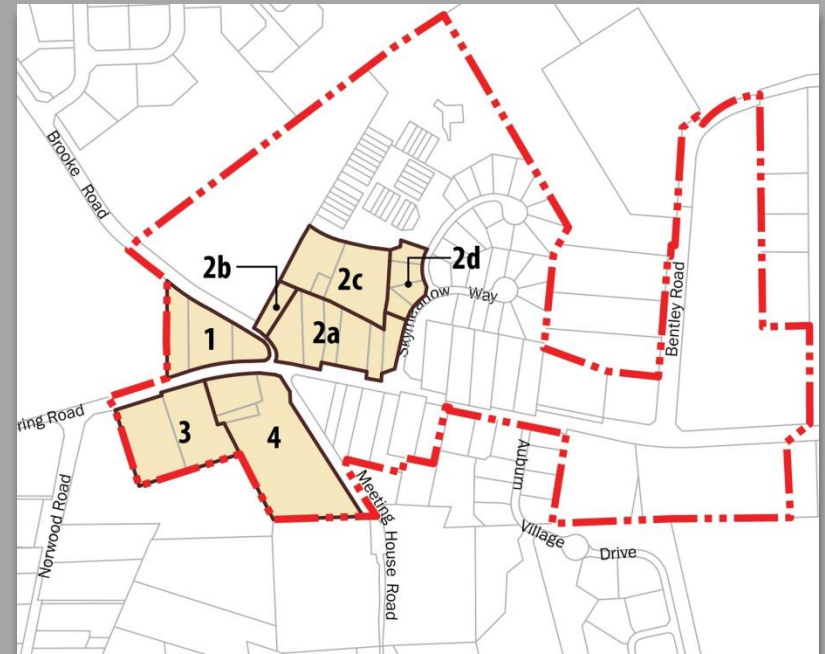 Brooke Road
2b
2c
2d
1
2a
Skymeadow Way
Bentley Road
ring Road
3
4
Norwood Road
Meeting House Road
Auburn
Village Drive